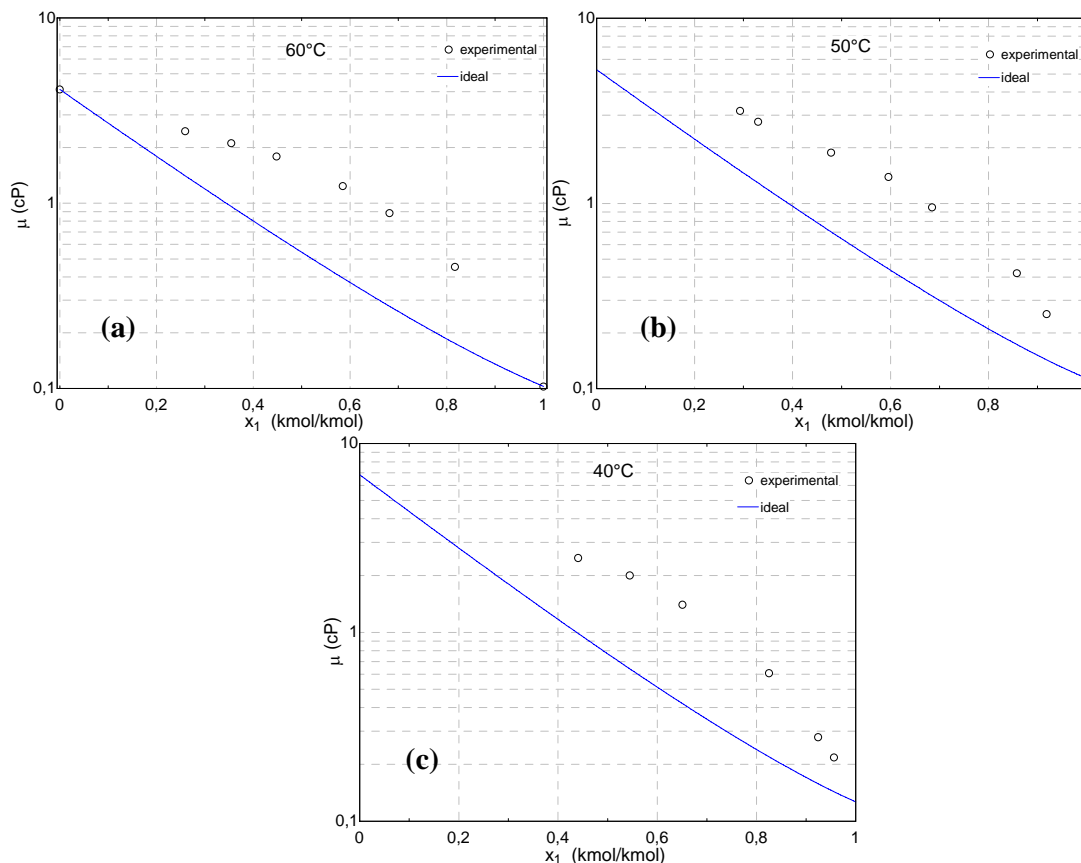 10
60°C
experimental
ideal
μ (cP)
1
(a)
0,1
0 0,2 0,4 0,6 0,8 1
x1 (kmol/kmol)
10
50°C
experimental
ideal
μ (cP)
1
(b)
0,1
0 0,2 0,4 0,6 0,8
x1 (kmol/kmol)
10
40°C
experimental
ideal
μ (cP)
1
(c)
0,1
0 0,2 0,4 0,6 0,8 1
x1 (kmol/kmol)